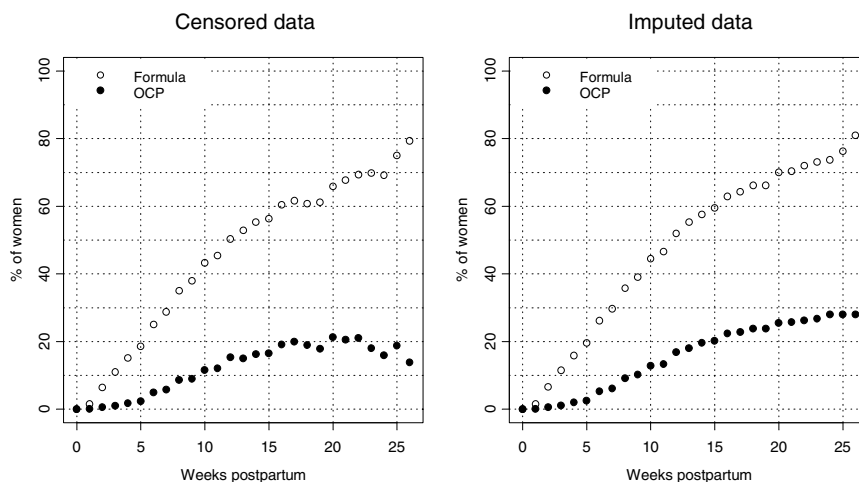 Censored data
% of women
100
80
60
40
20
0
Formula
OCP
0 5 10 15 20 25
Weeks postpartum
Imputed data
% of women
100
80
60
40
20
0
Formula
OCP
0 5 10 15 20 25
Weeks postpartum